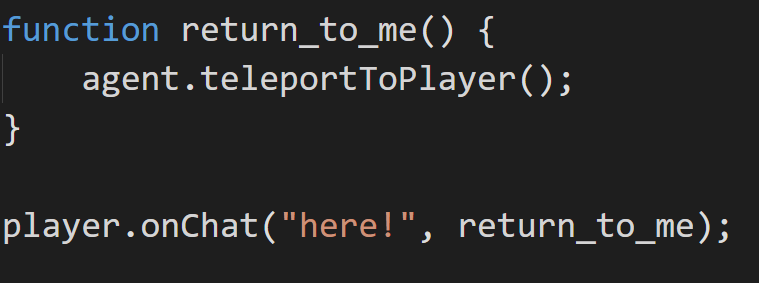 function return_to_me() {
    agent.teleportToPlayer();
}
player.onChat("here!", return_to_me);